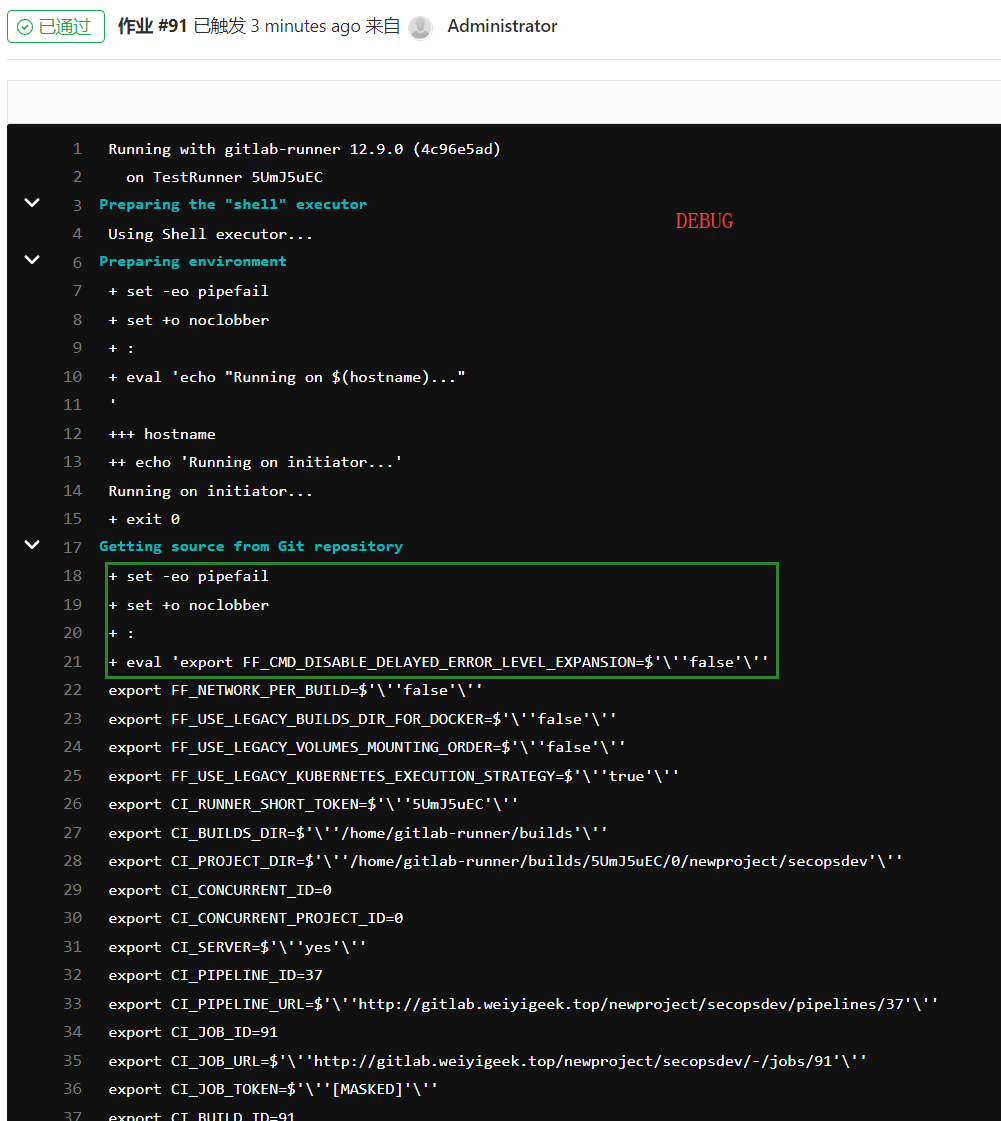 已通过 作业 #91 已触发 3 minutes ago 来自 Administrator
1 Running with gitlab-runner 12.9.0 (4c96e5ad)
2 on TestRunner 5UmJ5uEC
3 Preparing the "shell" executor
DEBUG
4 Using Shell executor...
6 Preparing environment
7 + set -eo pipefail
8 + set +o noclobber
9 + :
10 + eval 'echo "Running on $(hostname)..."
11 '
12 +++ hostname
13 ++ echo 'Running on initiator...'
14 Running on initiator...
15 + exit 0
17 Getting source from Git repository
18 + set -eo pipefail
19 + set +o noclobber
20 + :
21 + eval 'export FF_CMD_DISABLE_DELAYED_ERROR_LEVEL_EXPANSION=$'\''false'\''
22 export FF_NETWORK_PER_BUILD=$'\''false'\''
23 export FF_USE_LEGACY_BUILDS_DIR_FOR_DOCKER=$'\''false'\''
24 export FF_USE_LEGACY_VOLUMES_MOUNTING_ORDER=$'\''false'\''
25 export FF_USE_LEGACY_KUBERNETES_EXECUTION_STRATEGY=$'\''true'\''
26 export CI_RUNNER_SHORT_TOKEN=$'\''5UmJ5uEC'\''
27 export CI_BUILDS_DIR=$'\''/home/gitlab-runner/builds'\''
28 export CI_PROJECT_DIR=$'\''/home/gitlab-runner/builds/5UmJ5uEC/0/newproject/secopsdev'\''
29 export CI_CONCURRENT_ID=0
30 export CI_CONCURRENT_PROJECT_ID=0
31 export CI_SERVER=$'\''yes'\''
32 export CI_PIPELINE_ID=37
33 export CI_PIPELINE_URL=$'\''http://gitlab.weiyigeek.top/newproject/secopsdev/pipelines/37'\''
34 export CI_JOB_ID=91
35 export CI_JOB_URL=$'\''http://gitlab.weiyigeek.top/newproject/secopsdev/-/jobs/91'\''
36 export CI_JOB_TOKEN=$'\''[MASKED]'\''
37 export CI_BUILD_ID=91